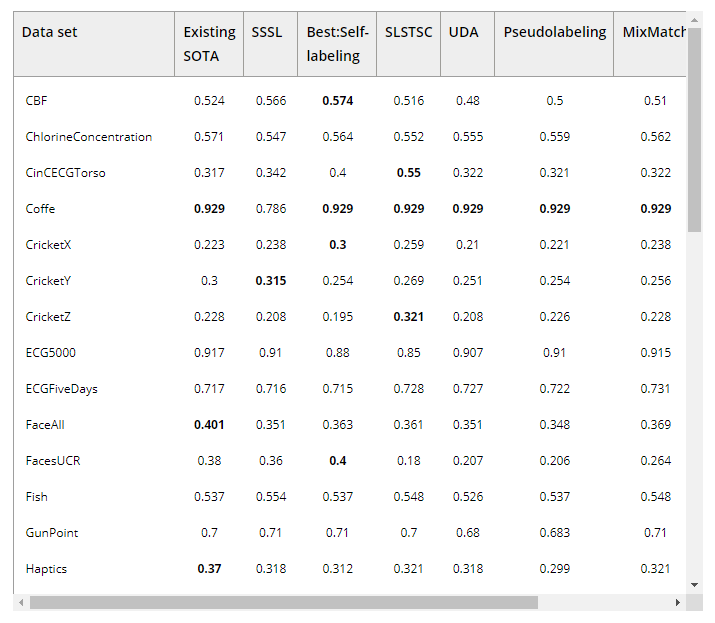 Data set Existing SOTA SSSL Best:Self-labeling SLSTSC UDA Pseudolabeling MixMatch
CBF 0.524 0.566 0.574 0.516 0.48 0.5 0.51
ChlorineConcentration 0.571 0.547 0.564 0.552 0.555 0.559 0.562
CinCECGTorso 0.317 0.342 0.4 0.55 0.322 0.321 0.322
Coffe 0.929 0.786 0.929 0.929 0.929 0.929 0.929
CricketX 0.223 0.238 0.3 0.259 0.21 0.221 0.238
CricketY 0.3 0.315 0.254 0.269 0.251 0.254 0.256
CricketZ 0.228 0.208 0.195 0.321 0.208 0.226 0.228
ECG5000 0.917 0.91 0.88 0.85 0.907 0.91 0.915
ECGFiveDays 0.717 0.716 0.715 0.728 0.727 0.722 0.731
FaceAll 0.401 0.351 0.363 0.361 0.351 0.348 0.369
FacesUCR 0.38 0.36 0.4 0.18 0.207 0.206 0.264
Fish 0.537 0.554 0.537 0.548 0.526 0.537 0.548
GunPoint 0.7 0.71 0.71 0.7 0.68 0.683 0.71
Haptics 0.37 0.318 0.312 0.321 0.318 0.299 0.321